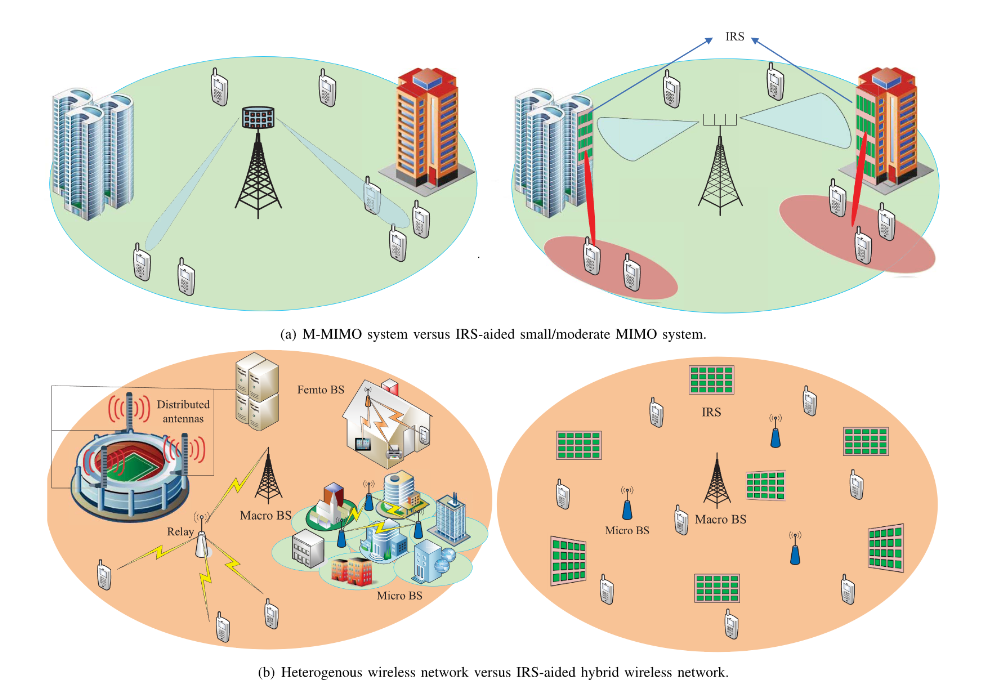 IRS
(a) M-MIMO system versus IRS-aided small/moderate MIMO system.
Distributed
antennas
Femto BS
Macro BS
Relay
Micro BS
IRS
Micro BS
Macro BS
(b) Heterogenous wireless network versus IRS-aided hybrid wireless network.